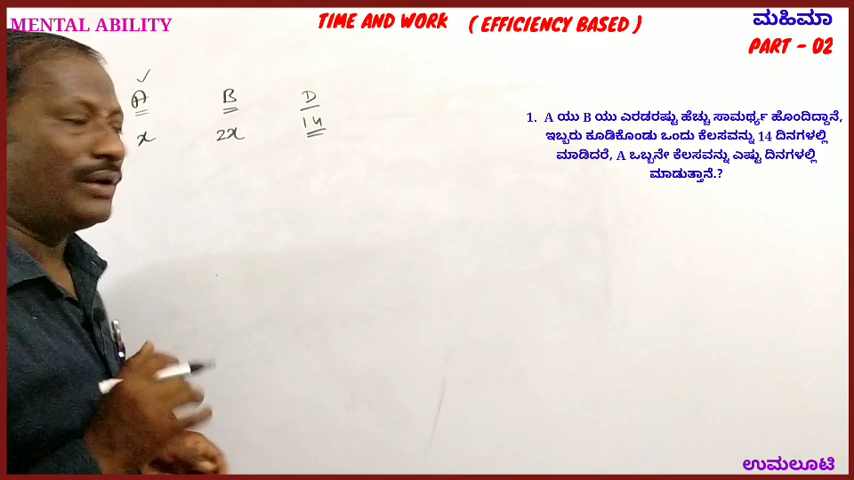 MENTAL ABILITY
TIME AND WORK ( EFFICIENCY BASED )
ಮಹಿಮಾ
PART - 02
A B D
x 2x 14
1. A ಯು B ಯು ಎರಡರಷ್ಟು ಹೆಚ್ಚು ಸಾಮರ್ಥ್ಯ ಹೊಂದಿದ್ದಾನೆ,
ಇಬ್ಬರು ಕೂಡಿಕೊಂಡು ಒಂದು ಕೆಲಸವನ್ನು 14 ದಿನಗಳಲ್ಲಿ
ಮಾಡಿದರೆ, A ಒಬ್ಬನೇ ಕೆಲಸವನ್ನು ಎಷ್ಟು ದಿನಗಳಲ್ಲಿ
ಮಾಡುತ್ತಾನೆ.?
ಉಮಲೂಟಿ